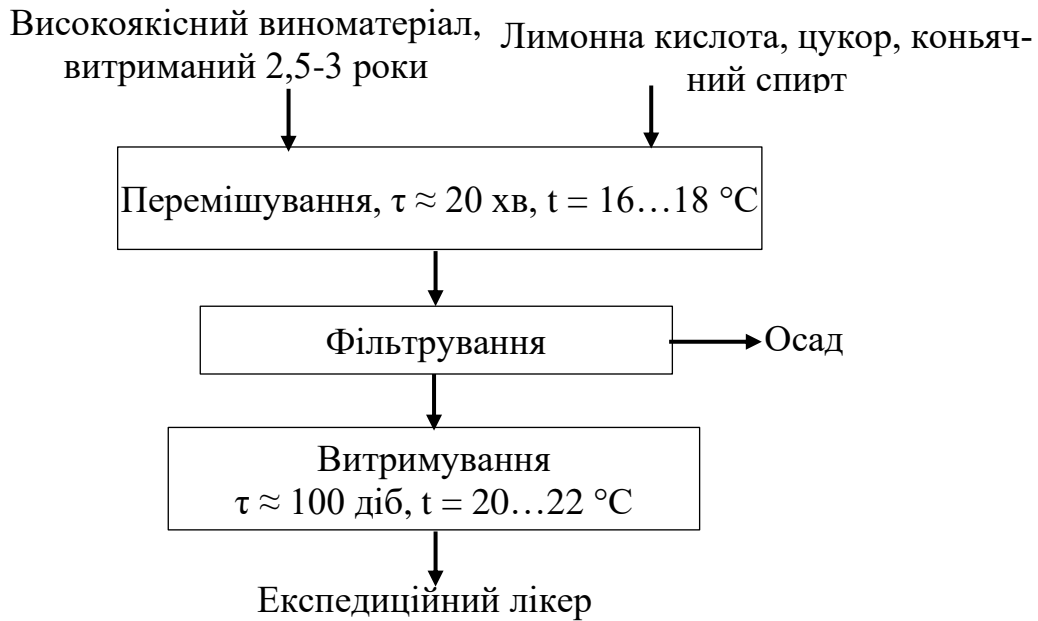 Високоякісний виноматеріал,
витриманий 2,5-3 роки
Лимонна кислота, цукор, коньяч-
ний спирт
Перемішування, τ ≈ 20 хв, t = 16…18 °С
Фільтрування
Осад
Витримування
τ ≈ 100 діб, t = 20…22 °С
Експедиційний лікер